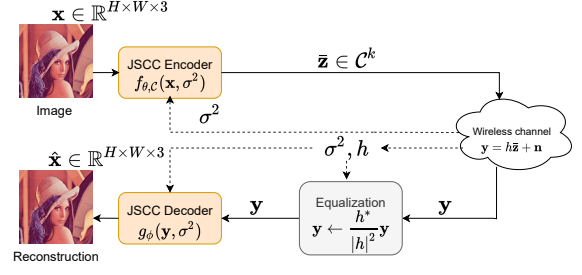 𝐱 ∈ ℝ^{H×W×3}
JSCC Encoder
f_{θ,𝒞}(𝐱, σ²)
𝐳̄ ∈ 𝒞^k
Image
σ²
Wireless channel
𝐲 = h𝐳̄ + 𝐧
𝐱̂ ∈ ℝ^{H×W×3}
σ², h
JSCC Decoder
g_ϕ(𝐲, σ²)
𝐲
Equalization
𝐲 ← \frac{h^*}{|h|²}𝐲
𝐲
Reconstruction